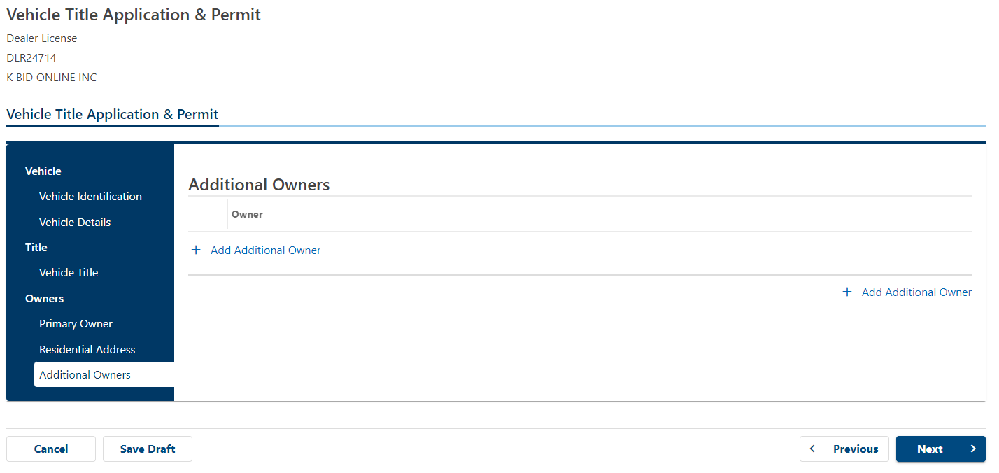 Vehicle Title Application & Permit
Dealer License
DLR24714
K BID ONLINE INC
Vehicle Title Application & Permit
Vehicle
Vehicle Identification
Vehicle Details
Title
Vehicle Title
Owners
Primary Owner
Residential Address
Additional Owners
Additional Owners
Owner
Add Additional Owner
Add Additional Owner
Cancel
Save Draft
Previous
Next